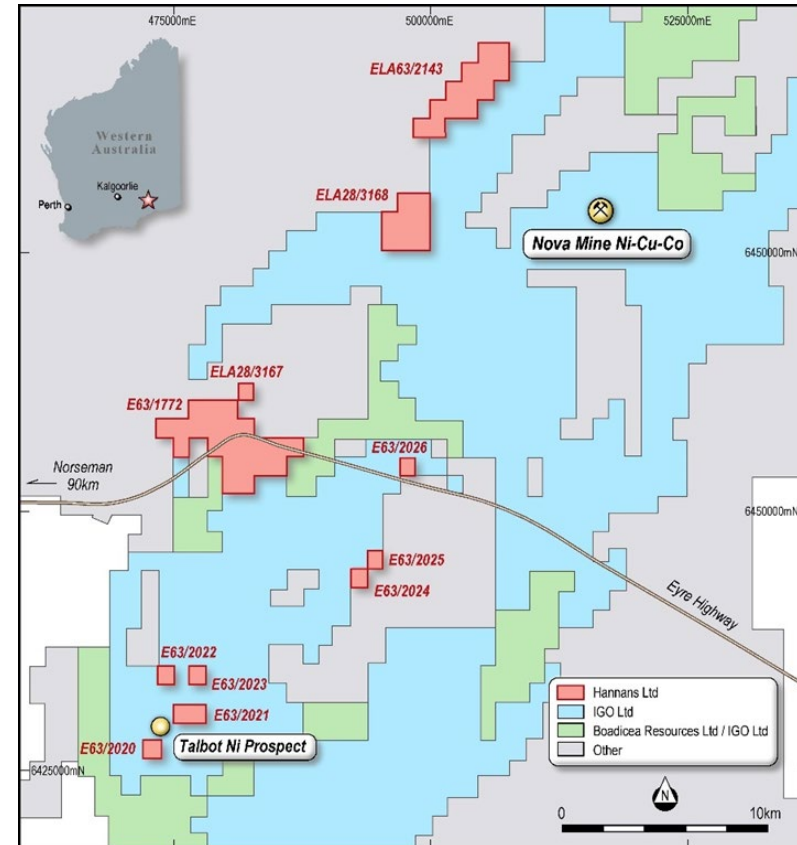 475000mE
500000mE
525000mE
ELA63/2143
Western
Australia
Kalgoorlie
Perth
ELA28/3168
Nova Mine Ni-Cu-Co
6450000mN
ELA28/3167
E63/1772
E63/2026
Norseman
90km
6450000mN
E63/2025
E63/2024
Eyre Highway
E63/2022
E63/2023
E63/2021
E63/2020
Talbot Ni Prospect
6425000mN
Hannans Ltd
IGO Ltd
Boadicea Resources Ltd / IGO Ltd
Other
N
0
10km